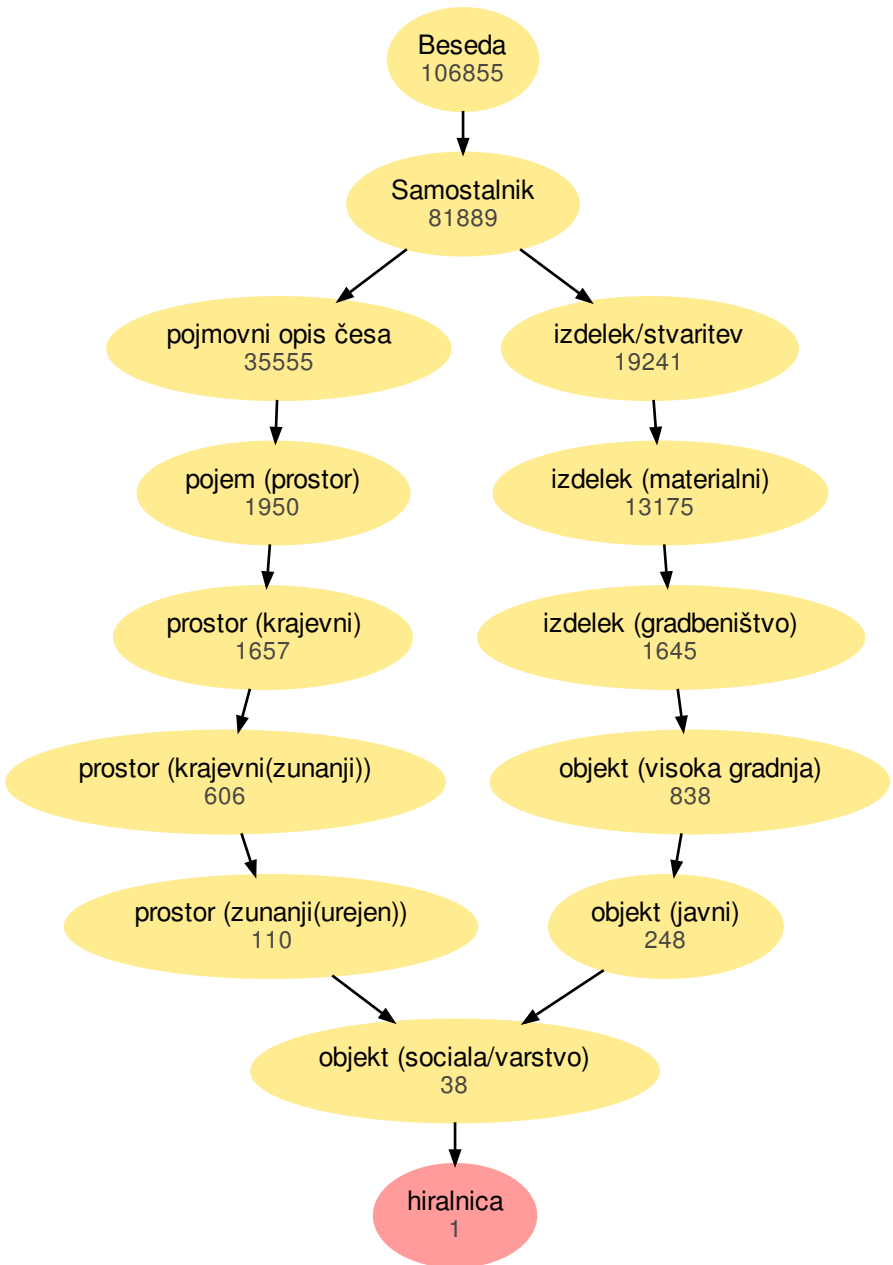 Beseda
106855
Samostalnik
81889
pojmovni opis česa
35555
izdelek/stvaritev
19241
pojem (prostor)
1950
izdelek (materialni)
13175
prostor (krajevni)
1657
izdelek (gradbeništvo)
1645
prostor (krajevni(zunanji))
606
objekt (visoka gradnja)
838
prostor (zunanji(urejen))
110
objekt (javni)
248
objekt (sociala/varstvo)
38
hiralnica
1